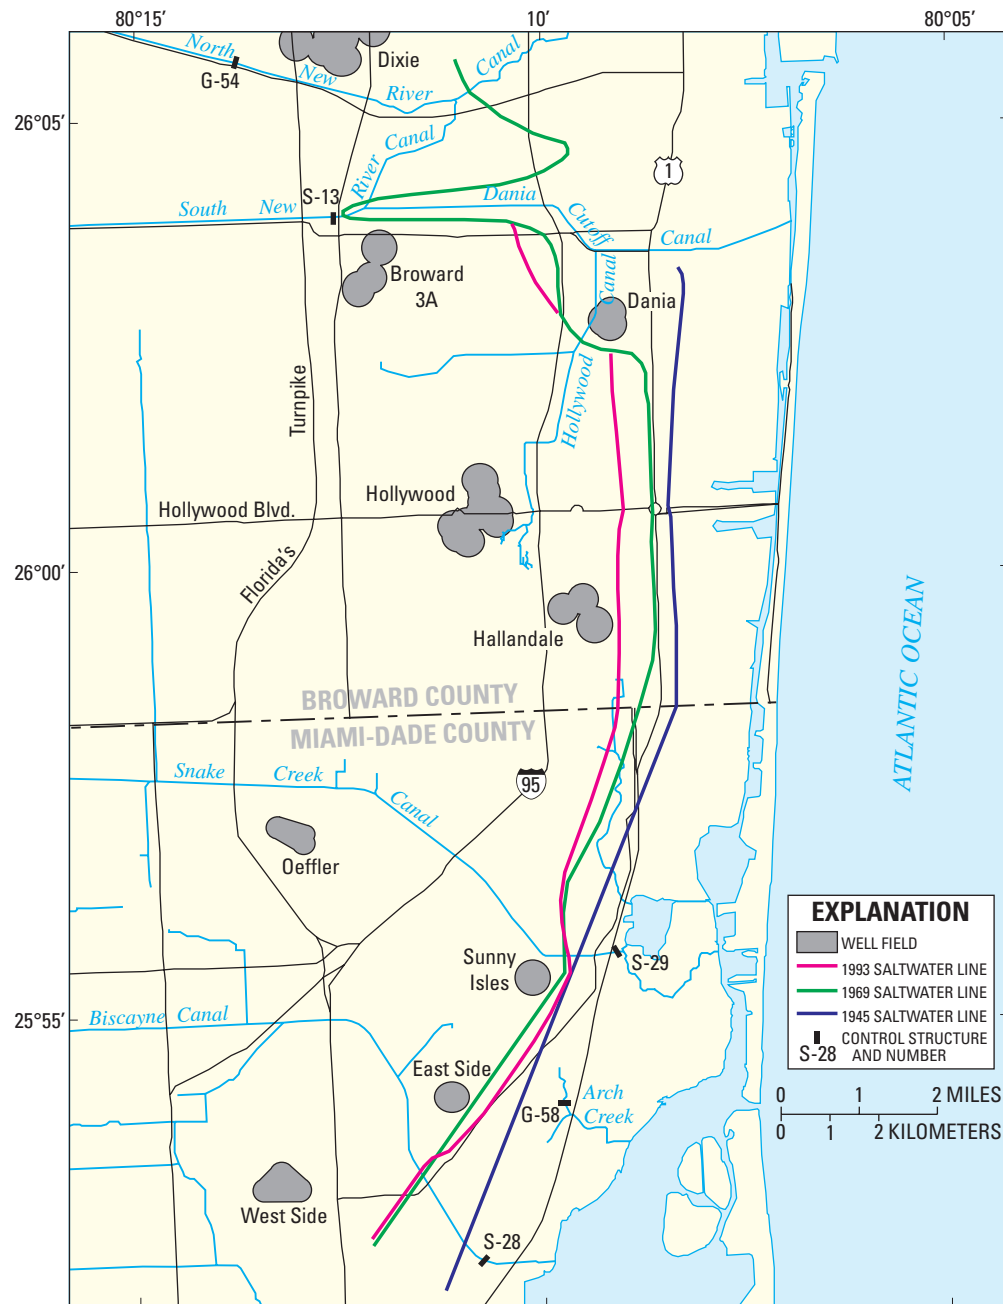 80°15'
10'
80°05'
North
New
River
Canal
Dixie
G-54
26°05'
River
Canal
1
S-13
South New
Dania
Cutoff
Canal
Broward
3A
Canal
Dania
Hollywood
Turnpike
Hollywood
Hollywood Blvd.
Florida's
26°00'
Hallandale
ATLANTIC OCEAN
BROWARD COUNTY
MIAMI-DADE COUNTY
Snake Creek
Canal
95
Oeffler
Sunny
Isles
S-29
25°55'
Biscayne Canal
East Side
G-58
Arch
Creek
West Side
S-28
EXPLANATION
WELL FIELD
1993 SALTWATER LINE
1969 SALTWATER LINE
1945 SALTWATER LINE
S-28
CONTROL STRUCTURE
AND NUMBER
0 1 2 MILES
0 1 2 KILOMETERS